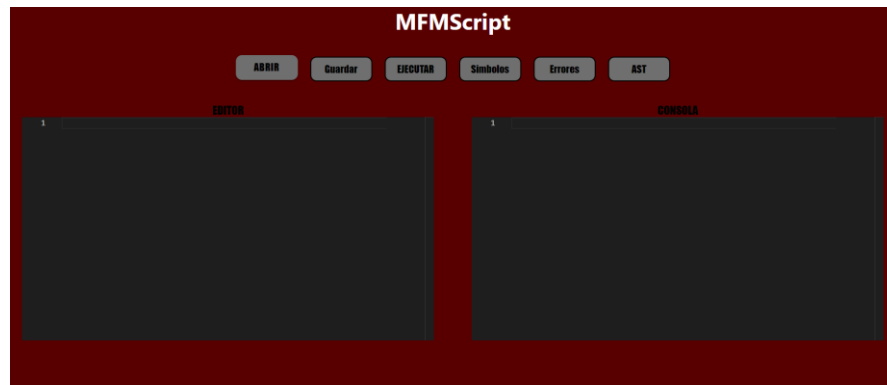 MFMScript
ABRIR Guardar EJECUTAR Simbolos Errores AST
EDITOR CONSOLA
1 1